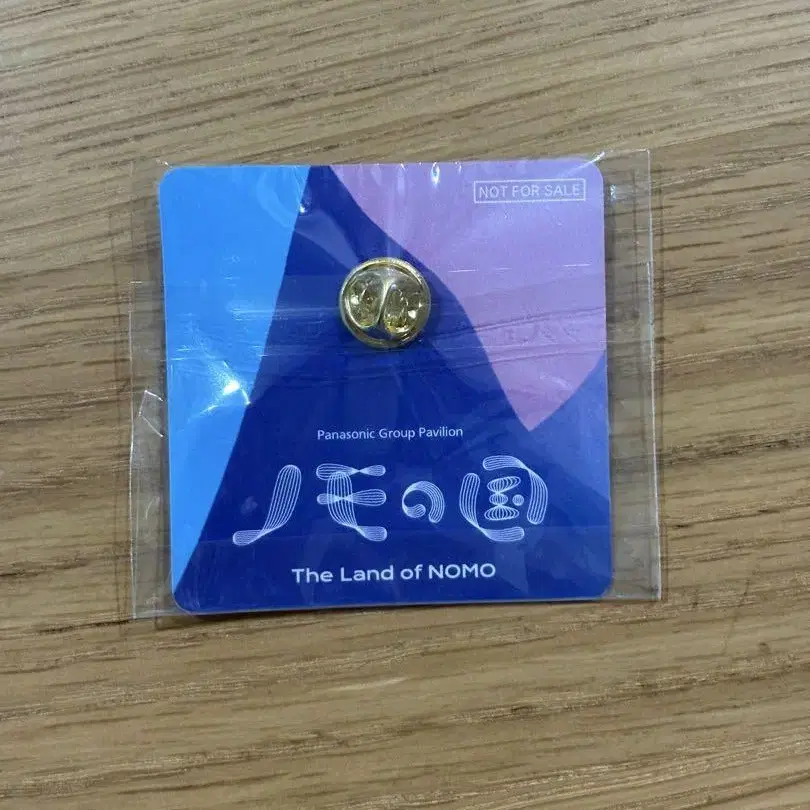 NOT FOR SALE
Panasonic Group Pavilion
ノモの国
The Land of NOMO